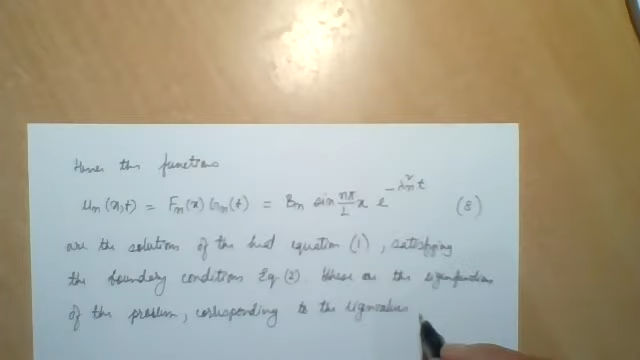 Hence the functions
uₙ(x,t) = Fₙ(x) Gₙ(t) = Bₙ sin nπ/L x e^(-λₙ² t) (8)
are the solutions of the heat equation (1), satisfying
the boundary conditions Eq (2). These are the eigenfunctions
of the problem, corresponding to the eigenvalues